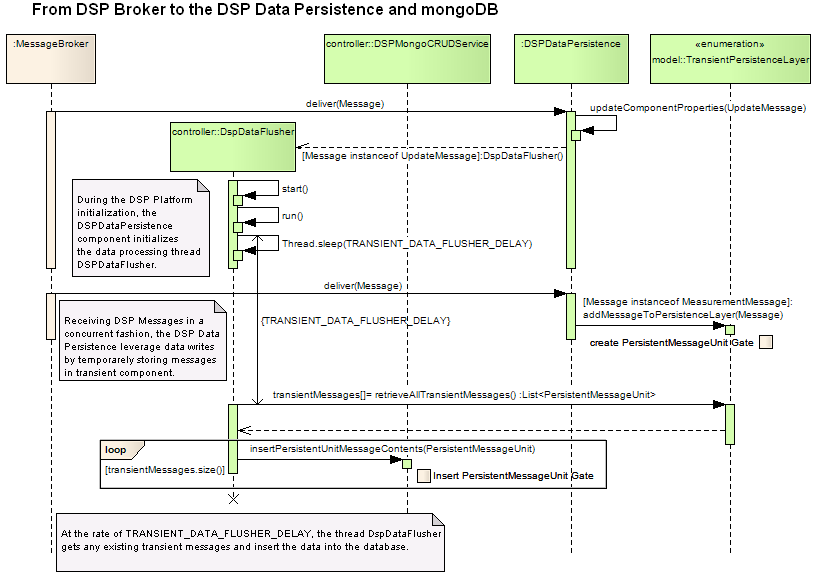 From DSP Broker to the DSP Data Persistence and mongoDB
:MessageBroker
controller::DSPMongoCRUDService
:DSPDataPersistence
«enumeration»
model::TransientPersistenceLayer
deliver(Message)
updateComponentProperties(UpdateMessage)
controller::DspDataFlusher
[Message instanceof UpdateMessage]:DspDataFlusher()
start()
During the DSP Platform
initialization, the
DSPDataPersistence
component initializes
the data processing thread
DSPDataFlusher.
run()
Thread.sleep(TRANSIENT_DATA_FLUSHER_DELAY)
deliver(Message)
[Message instanceof MeasurementMessage]:
addMessageToPersistenceLayer(Message)
Receiving DSP Messages in a
concurrent fashion, the DSP Data
Persistence leverage data writes
by temporarely storing messages
in transient component.
{TRANSIENT_DATA_FLUSHER_DELAY}
create PersistentMessageUnit Gate
transientMessages[]= retrieveAllTransientMessages() :List<PersistentMessageUnit>
loop
insertPersistentUnitMessageContents(PersistentMessageUnit)
[transientMessages.size()]
Insert PersistentMessageUnit Gate
At the rate of TRANSIENT_DATA_FLUSHER_DELAY, the thread DspDataFlusher
gets any existing transient messages and insert the data into the database.